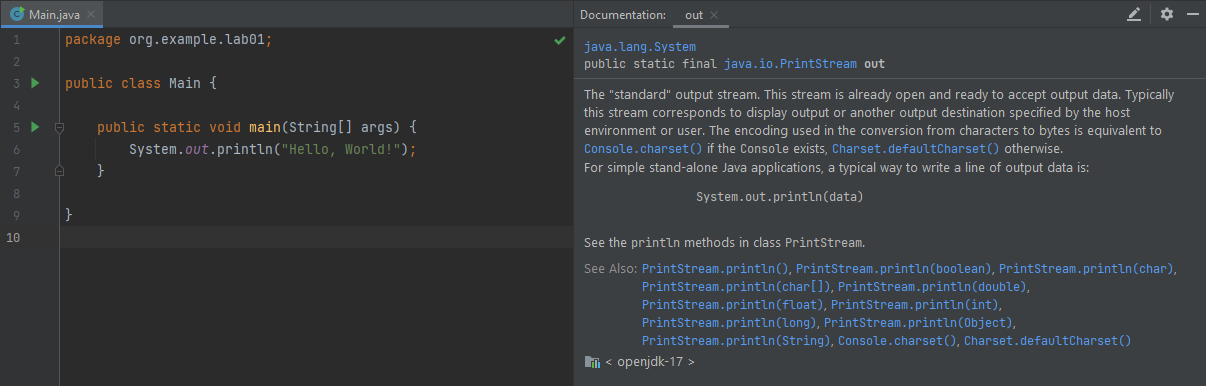 Main.java
1 package org.example.lab01;
2
3 public class Main {
4
5 public static void main(String[] args) {
6 System.out.println("Hello, World!");
7 }
8
9 }
10
Documentation: out
java.lang.System
public static final java.io.PrintStream out
The "standard" output stream. This stream is already open and ready to accept output data. Typically
this stream corresponds to display output or another output destination specified by the host
environment or user. The encoding used in the conversion from characters to bytes is equivalent to
Console.charset() if the Console exists, Charset.defaultCharset() otherwise.
For simple stand-alone Java applications, a typical way to write a line of output data is:
System.out.println(data)
See the println methods in class PrintStream.
See Also: PrintStream.println(), PrintStream.println(boolean), PrintStream.println(char),
PrintStream.println(char[]), PrintStream.println(double),
PrintStream.println(float), PrintStream.println(int),
PrintStream.println(long), PrintStream.println(Object),
PrintStream.println(String), Console.charset(), Charset.defaultCharset()
< openjdk-17 >